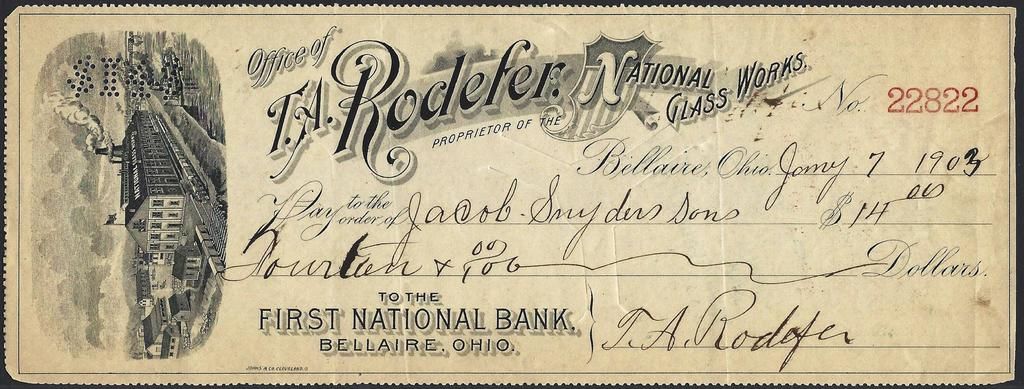 Office of
T.A. Rodefer. NATIONAL GLASS WORKS.
PROPRIETOR OF THE
No. 22822
Bellaire, Ohio. Jany 7 1903
Pay to the order of Jacob Snyders Sons $14 00
Fourteen & 00/100 Dollars.
TO THE
FIRST NATIONAL BANK.
BELLAIRE, OHIO.
T.A. Rodefer